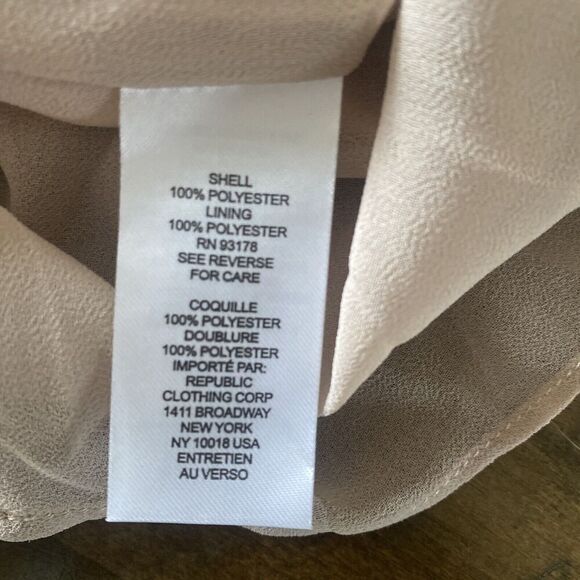 SHELL
100% POLYESTER
LINING
100% POLYESTER
RN 93178
SEE REVERSE
FOR CARE
COQUILLE
100% POLYESTER
DOUBLURE
100% POLYESTER
IMPORTÉ PAR:
REPUBLIC
CLOTHING CORP
1411 BROADWAY
NEW YORK
NY 10018 USA
ENTRETIEN
AU VERSO